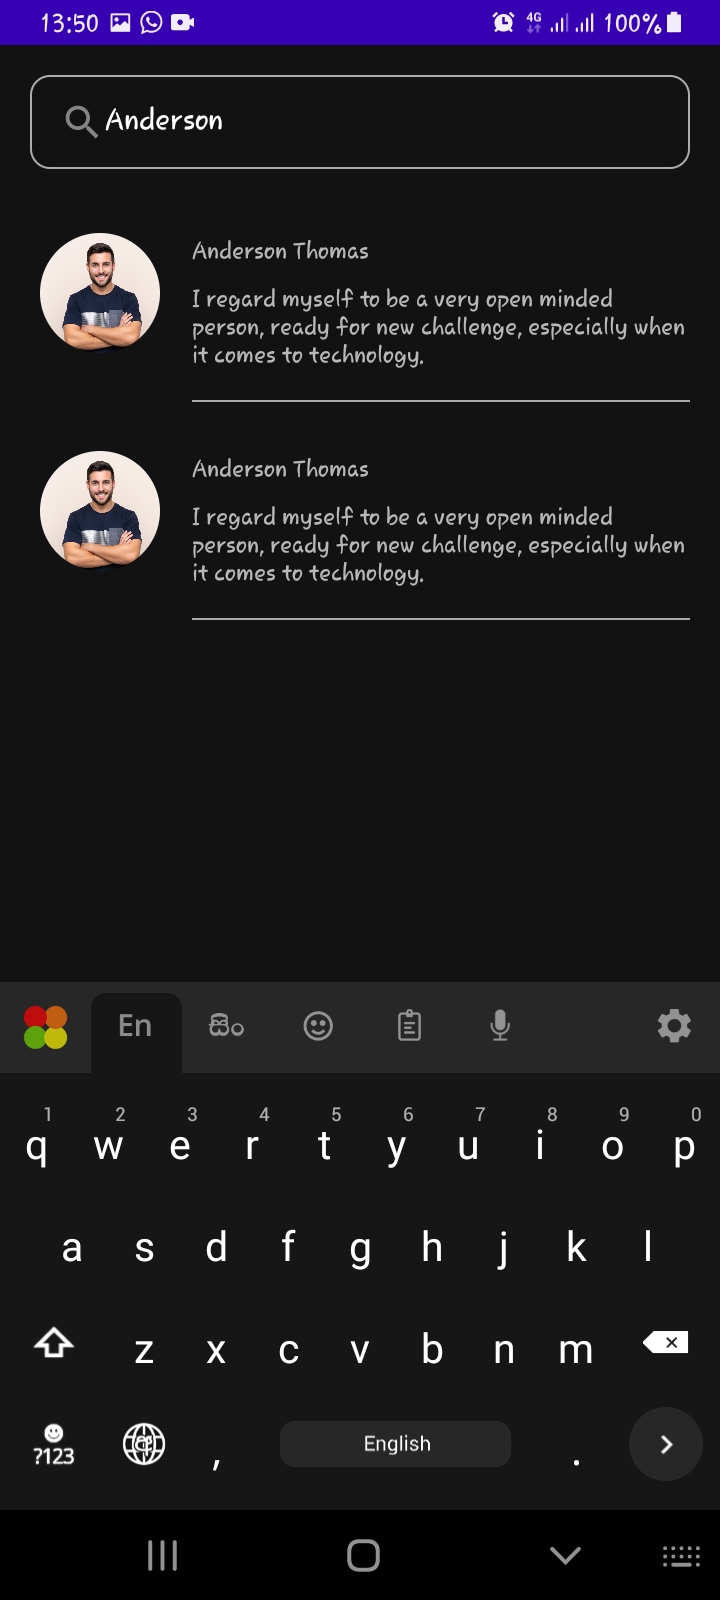 13:50 4G 100%
Anderson
Anderson Thomas
I regard myself to be a very open minded
person, ready for new challenge, especially when
it comes to technology.
Anderson Thomas
I regard myself to be a very open minded
person, ready for new challenge, especially when
it comes to technology.
En සිං
1 2 3 4 5 6 7 8 9 0
q w e r t y u i o p
a s d f g h j k l
z x c v b n m
?123 අ , English .